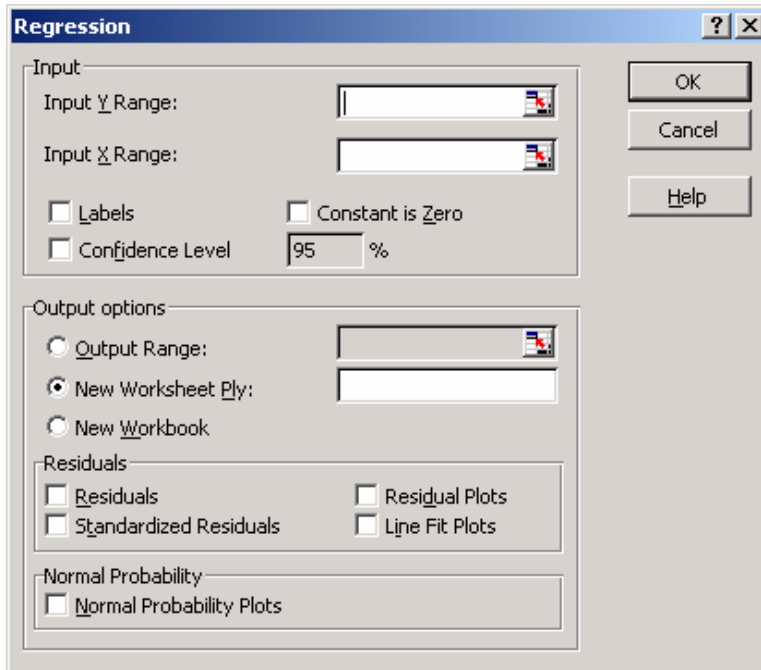 Regression
Input
Input Y Range:
Input X Range:
Labels
Constant is Zero
Confidence Level
95 %
OK
Cancel
Help
Output options
Output Range:
New Worksheet Ply:
New Workbook
Residuals
Residuals
Residual Plots
Standardized Residuals
Line Fit Plots
Normal Probability
Normal Probability Plots